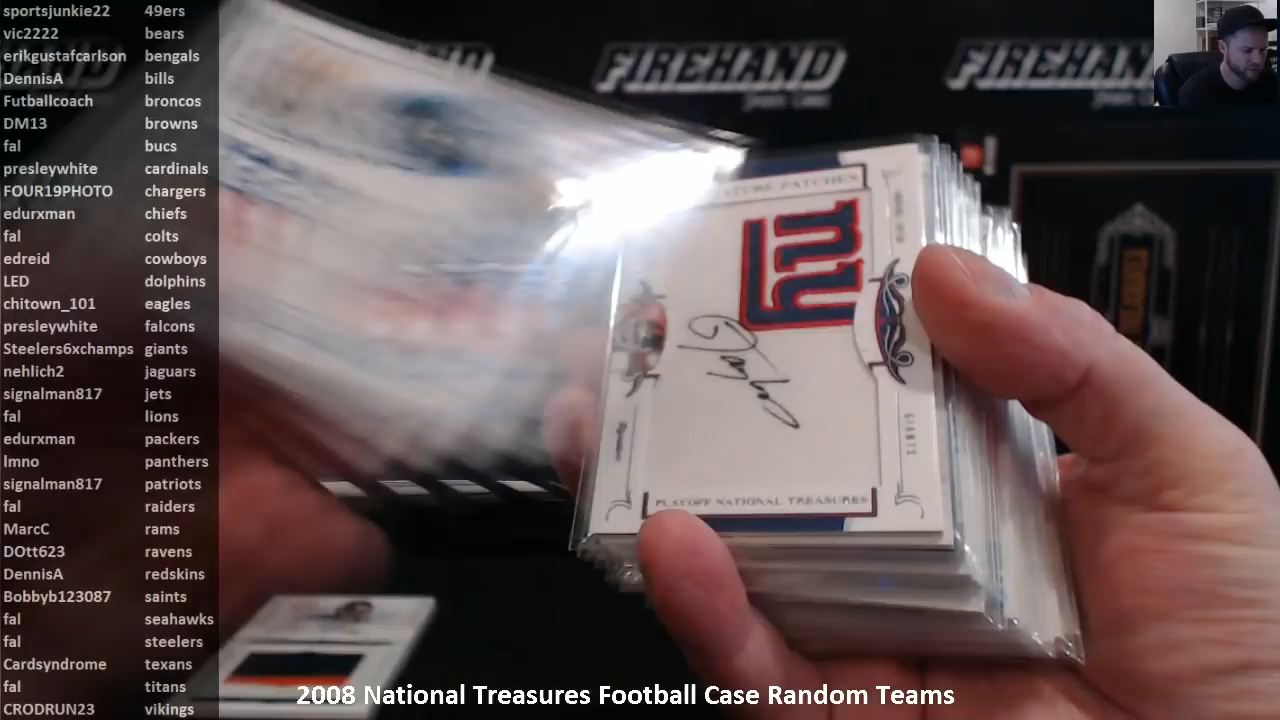 sportsjunkie22 49ers
vic2222 bears
erikgustafcarlson bengals
DennisA bills
Futballcoach broncos
DM13 browns
fal bucs
presleywhite cardinals
FOUR19PHOTO chargers
edurxman chiefs
fal colts
edreid cowboys
LED dolphins
chitown_101 eagles
presleywhite falcons
Steelers6xchamps giants
nehlich2 jaguars
signalman817 jets
fal lions
edurxman packers
lmno panthers
signalman817 patriots
fal raiders
MarcC rams
DOtt623 ravens
DennisA redskins
Bobbyb123087 saints
fal seahawks
fal steelers
Cardsyndrome texans
fal titans
CRODRUN23 vikings
FIREHAND
FIREHAND
PATCHES
ny
GIANTS
PLAYOFF NATIONAL TREASURES
2008 National Treasures Football Case Random Teams